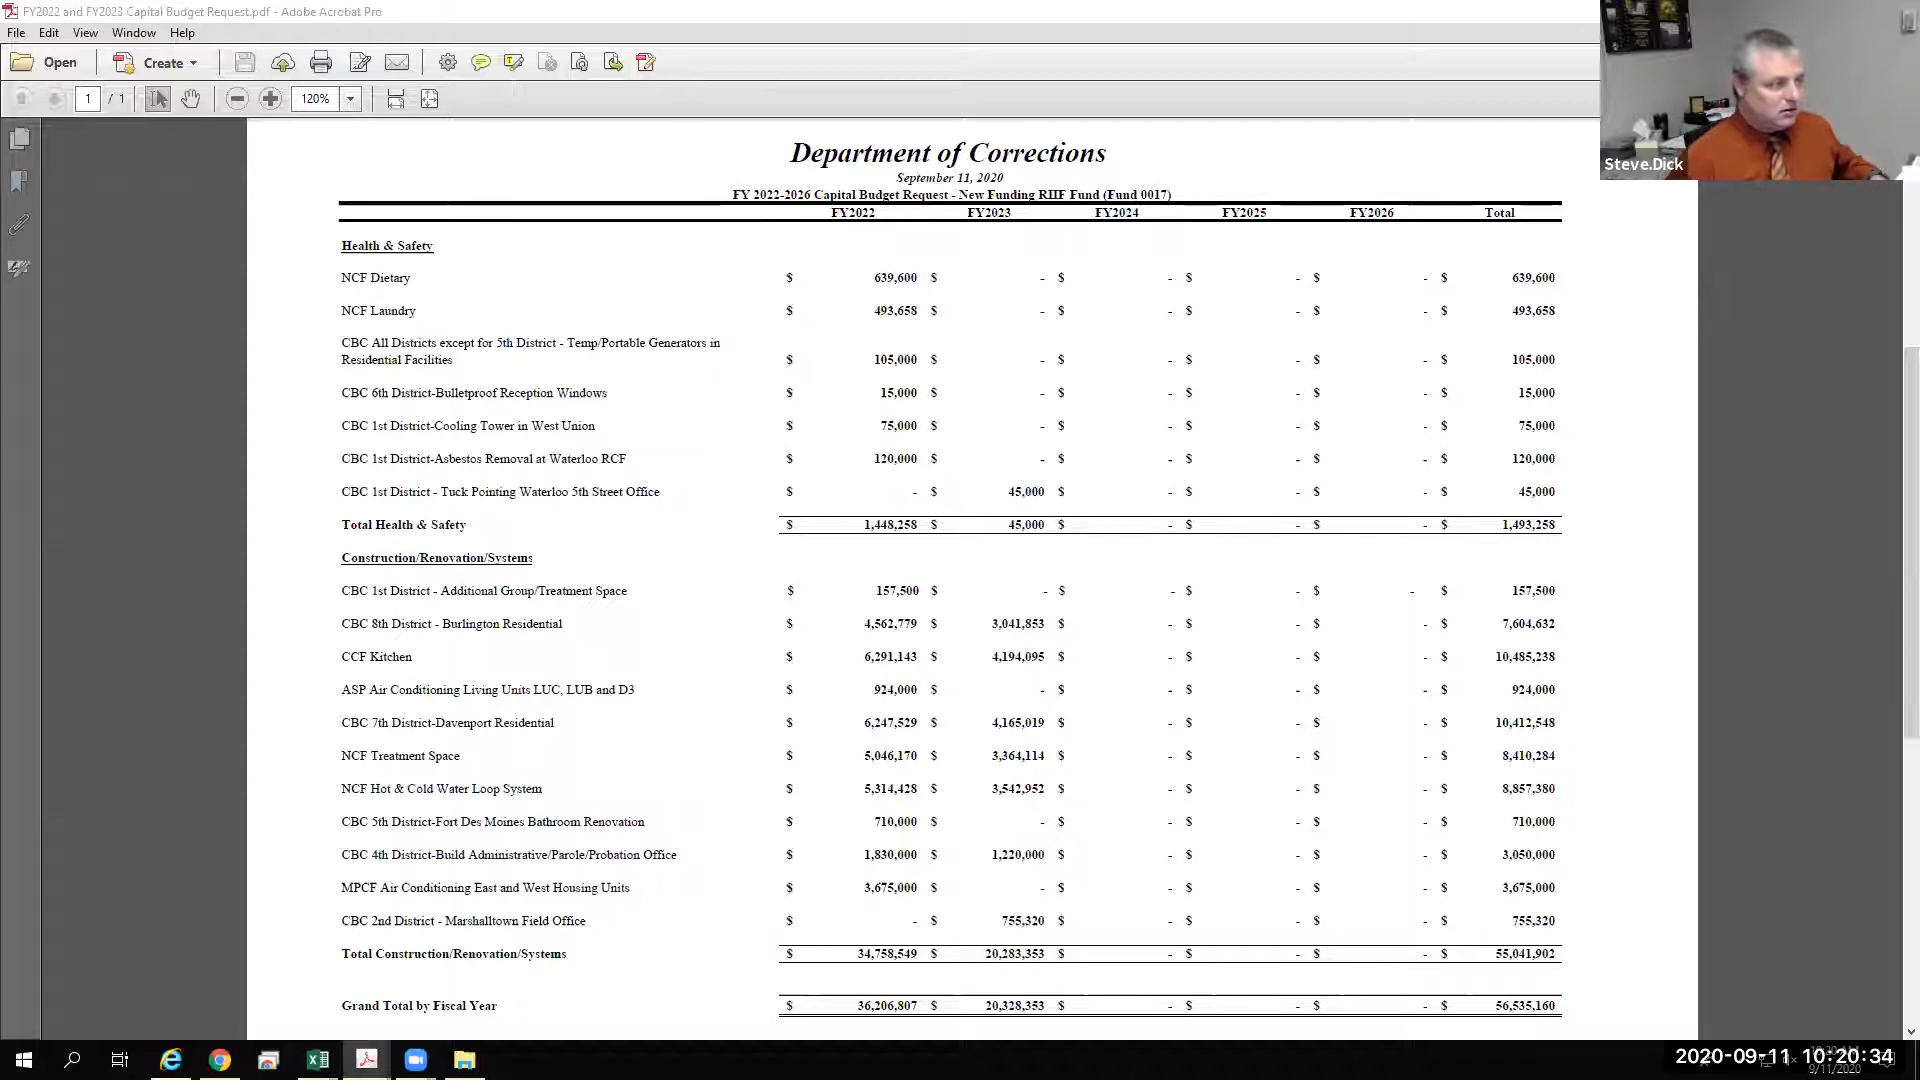 FY2022 and FY2023 Capital Budget Request.pdf - Adobe Acrobat Pro
File Edit View Window Help
Open Create
1 / 1 120%
Steve.Dick
Department of Corrections
September 11, 2020
FY 2022-2026 Capital Budget Request - New Funding RIIF Fund (Fund 0017)
FY2022 FY2023 FY2024 FY2025 FY2026 Total
Health & Safety
NCF Dietary $ 639,600 $ - $ - $ - $ - $ 639,600
NCF Laundry $ 493,658 $ - $ - $ - $ - $ 493,658
CBC All Districts except for 5th District - Temp/Portable Generators in
Residential Facilities $ 105,000 $ - $ - $ - $ - $ 105,000
CBC 6th District-Bulletproof Reception Windows $ 15,000 $ - $ - $ - $ - $ 15,000
CBC 1st District-Cooling Tower in West Union $ 75,000 $ - $ - $ - $ - $ 75,000
CBC 1st District-Asbestos Removal at Waterloo RCF $ 120,000 $ - $ - $ - $ - $ 120,000
CBC 1st District - Tuck Pointing Waterloo 5th Street Office $ - $ 45,000 $ - $ - $ - $ 45,000
Total Health & Safety $ 1,448,258 $ 45,000 $ - $ - $ - $ 1,493,258
Construction/Renovation/Systems
CBC 1st District - Additional Group/Treatment Space $ 157,500 $ - $ - $ - $ - $ 157,500
CBC 8th District - Burlington Residential $ 4,562,779 $ 3,041,853 $ - $ - $ - $ 7,604,632
CCF Kitchen $ 6,291,143 $ 4,194,095 $ - $ - $ - $ 10,485,238
ASP Air Conditioning Living Units LUC, LUB and D3 $ 924,000 $ - $ - $ - $ - $ 924,000
CBC 7th District-Davenport Residential $ 6,247,529 $ 4,165,019 $ - $ - $ - $ 10,412,548
NCF Treatment Space $ 5,046,170 $ 3,364,114 $ - $ - $ - $ 8,410,284
NCF Hot & Cold Water Loop System $ 5,314,428 $ 3,542,952 $ - $ - $ - $ 8,857,380
CBC 5th District-Fort Des Moines Bathroom Renovation $ 710,000 $ - $ - $ - $ - $ 710,000
CBC 4th District-Build Administrative/Parole/Probation Office $ 1,830,000 $ 1,220,000 $ - $ - $ - $ 3,050,000
MPCF Air Conditioning East and West Housing Units $ 3,675,000 $ - $ - $ - $ - $ 3,675,000
CBC 2nd District - Marshalltown Field Office $ - $ 755,320 $ - $ - $ - $ 755,320
Total Construction/Renovation/Systems $ 34,758,549 $ 20,283,353 $ - $ - $ - $ 55,041,902
Grand Total by Fiscal Year $ 36,206,807 $ 20,328,353 $ - $ - $ - $ 56,535,160
2020-09-11 10:20:34
9/11/2020